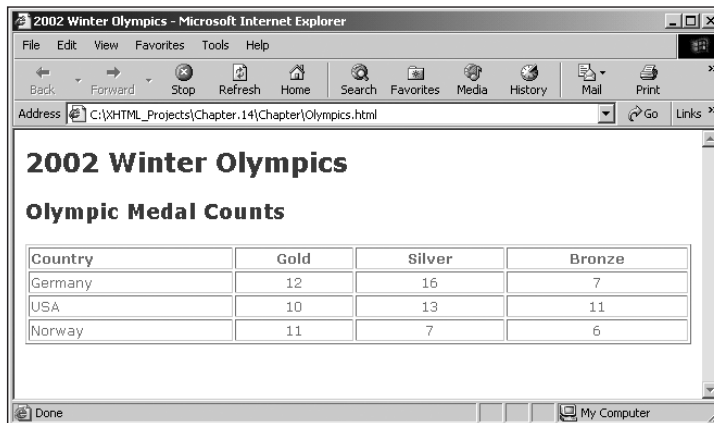 2002 Winter Olympics - Microsoft Internet Explorer
File Edit View Favorites Tools Help
Back Forward Stop Refresh Home Search Favorites Media History Mail Print »
Address C:\XHTML_Projects\Chapter.14\Chapter\Olympics.html Go Links »
2002 Winter Olympics
Olympic Medal Counts
Country Gold Silver Bronze
Germany 12 16 7
USA 10 13 11
Norway 11 7 6
Done My Computer